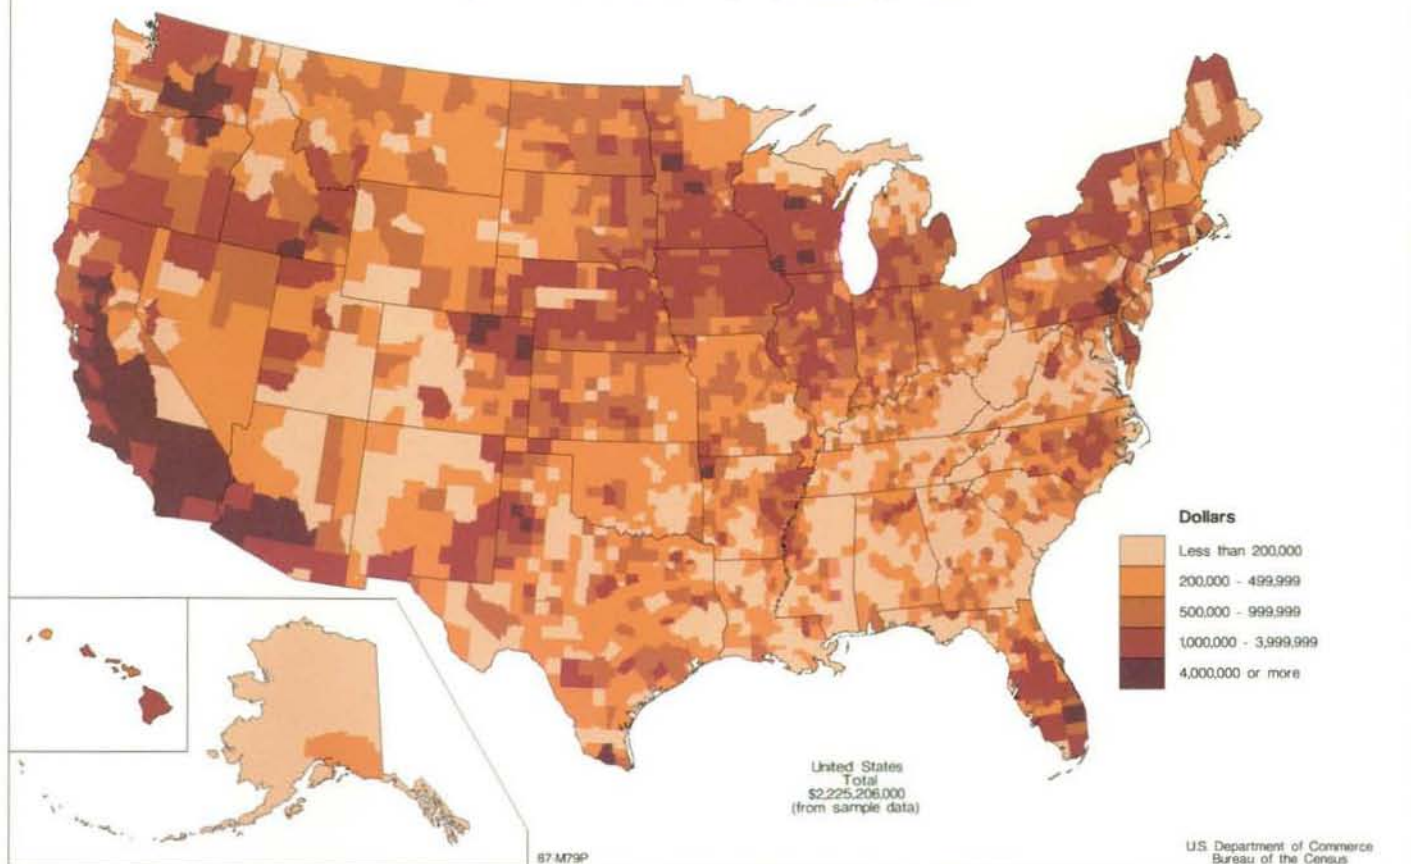 Dollars
Less than 200,000
200,000 - 499,999
500,000 - 999,999
1,000,000 - 3,999,999
4,000,000 or more
United States
Total
$2,225,206,000
(from sample data)
87-M79P
U.S. Department of Commerce
Bureau of the Census